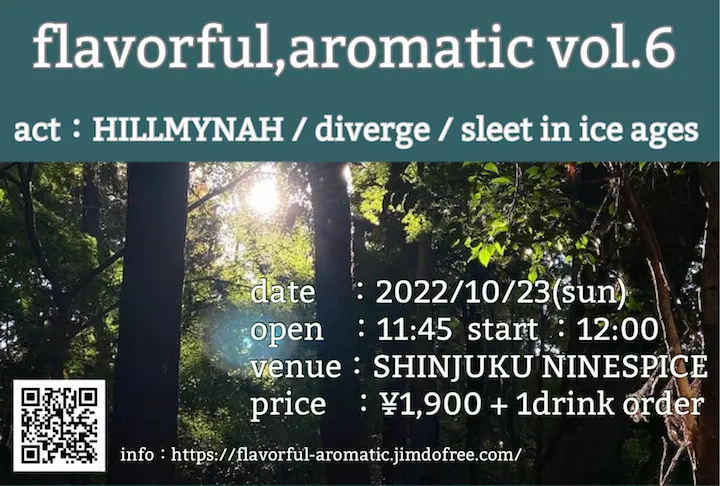 flavorful,aromatic vol.6
act：HILLMYNAH / diverge / sleet in ice ages
date ：2022/10/23(sun)
open ：11:45 start ：12:00
venue：SHINJUKU NINESPICE
price ：¥1,900 + 1drink order
info：https://flavorful-aromatic.jimdofree.com/